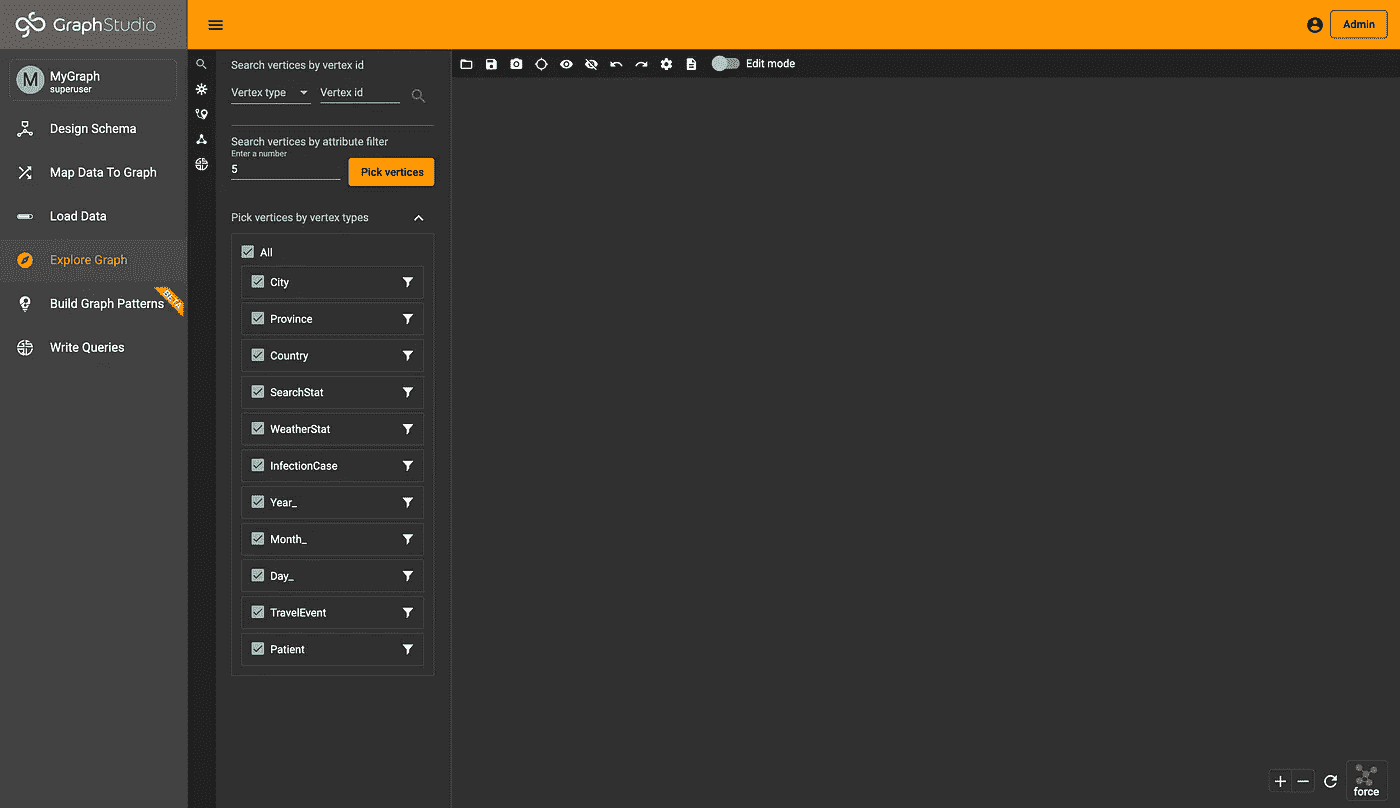 GraphStudio
Admin
M
MyGraph
superuser
Design Schema
Map Data To Graph
Load Data
Explore Graph
Build Graph Patterns
BETA
Write Queries
Search vertices by vertex id
Vertex type
Vertex id
Search vertices by attribute filter
Enter a number
5
Pick vertices
Pick vertices by vertex types
All
City
Province
Country
SearchStat
WeatherStat
InfectionCase
Year_
Month_
Day_
TravelEvent
Patient
Edit mode
force